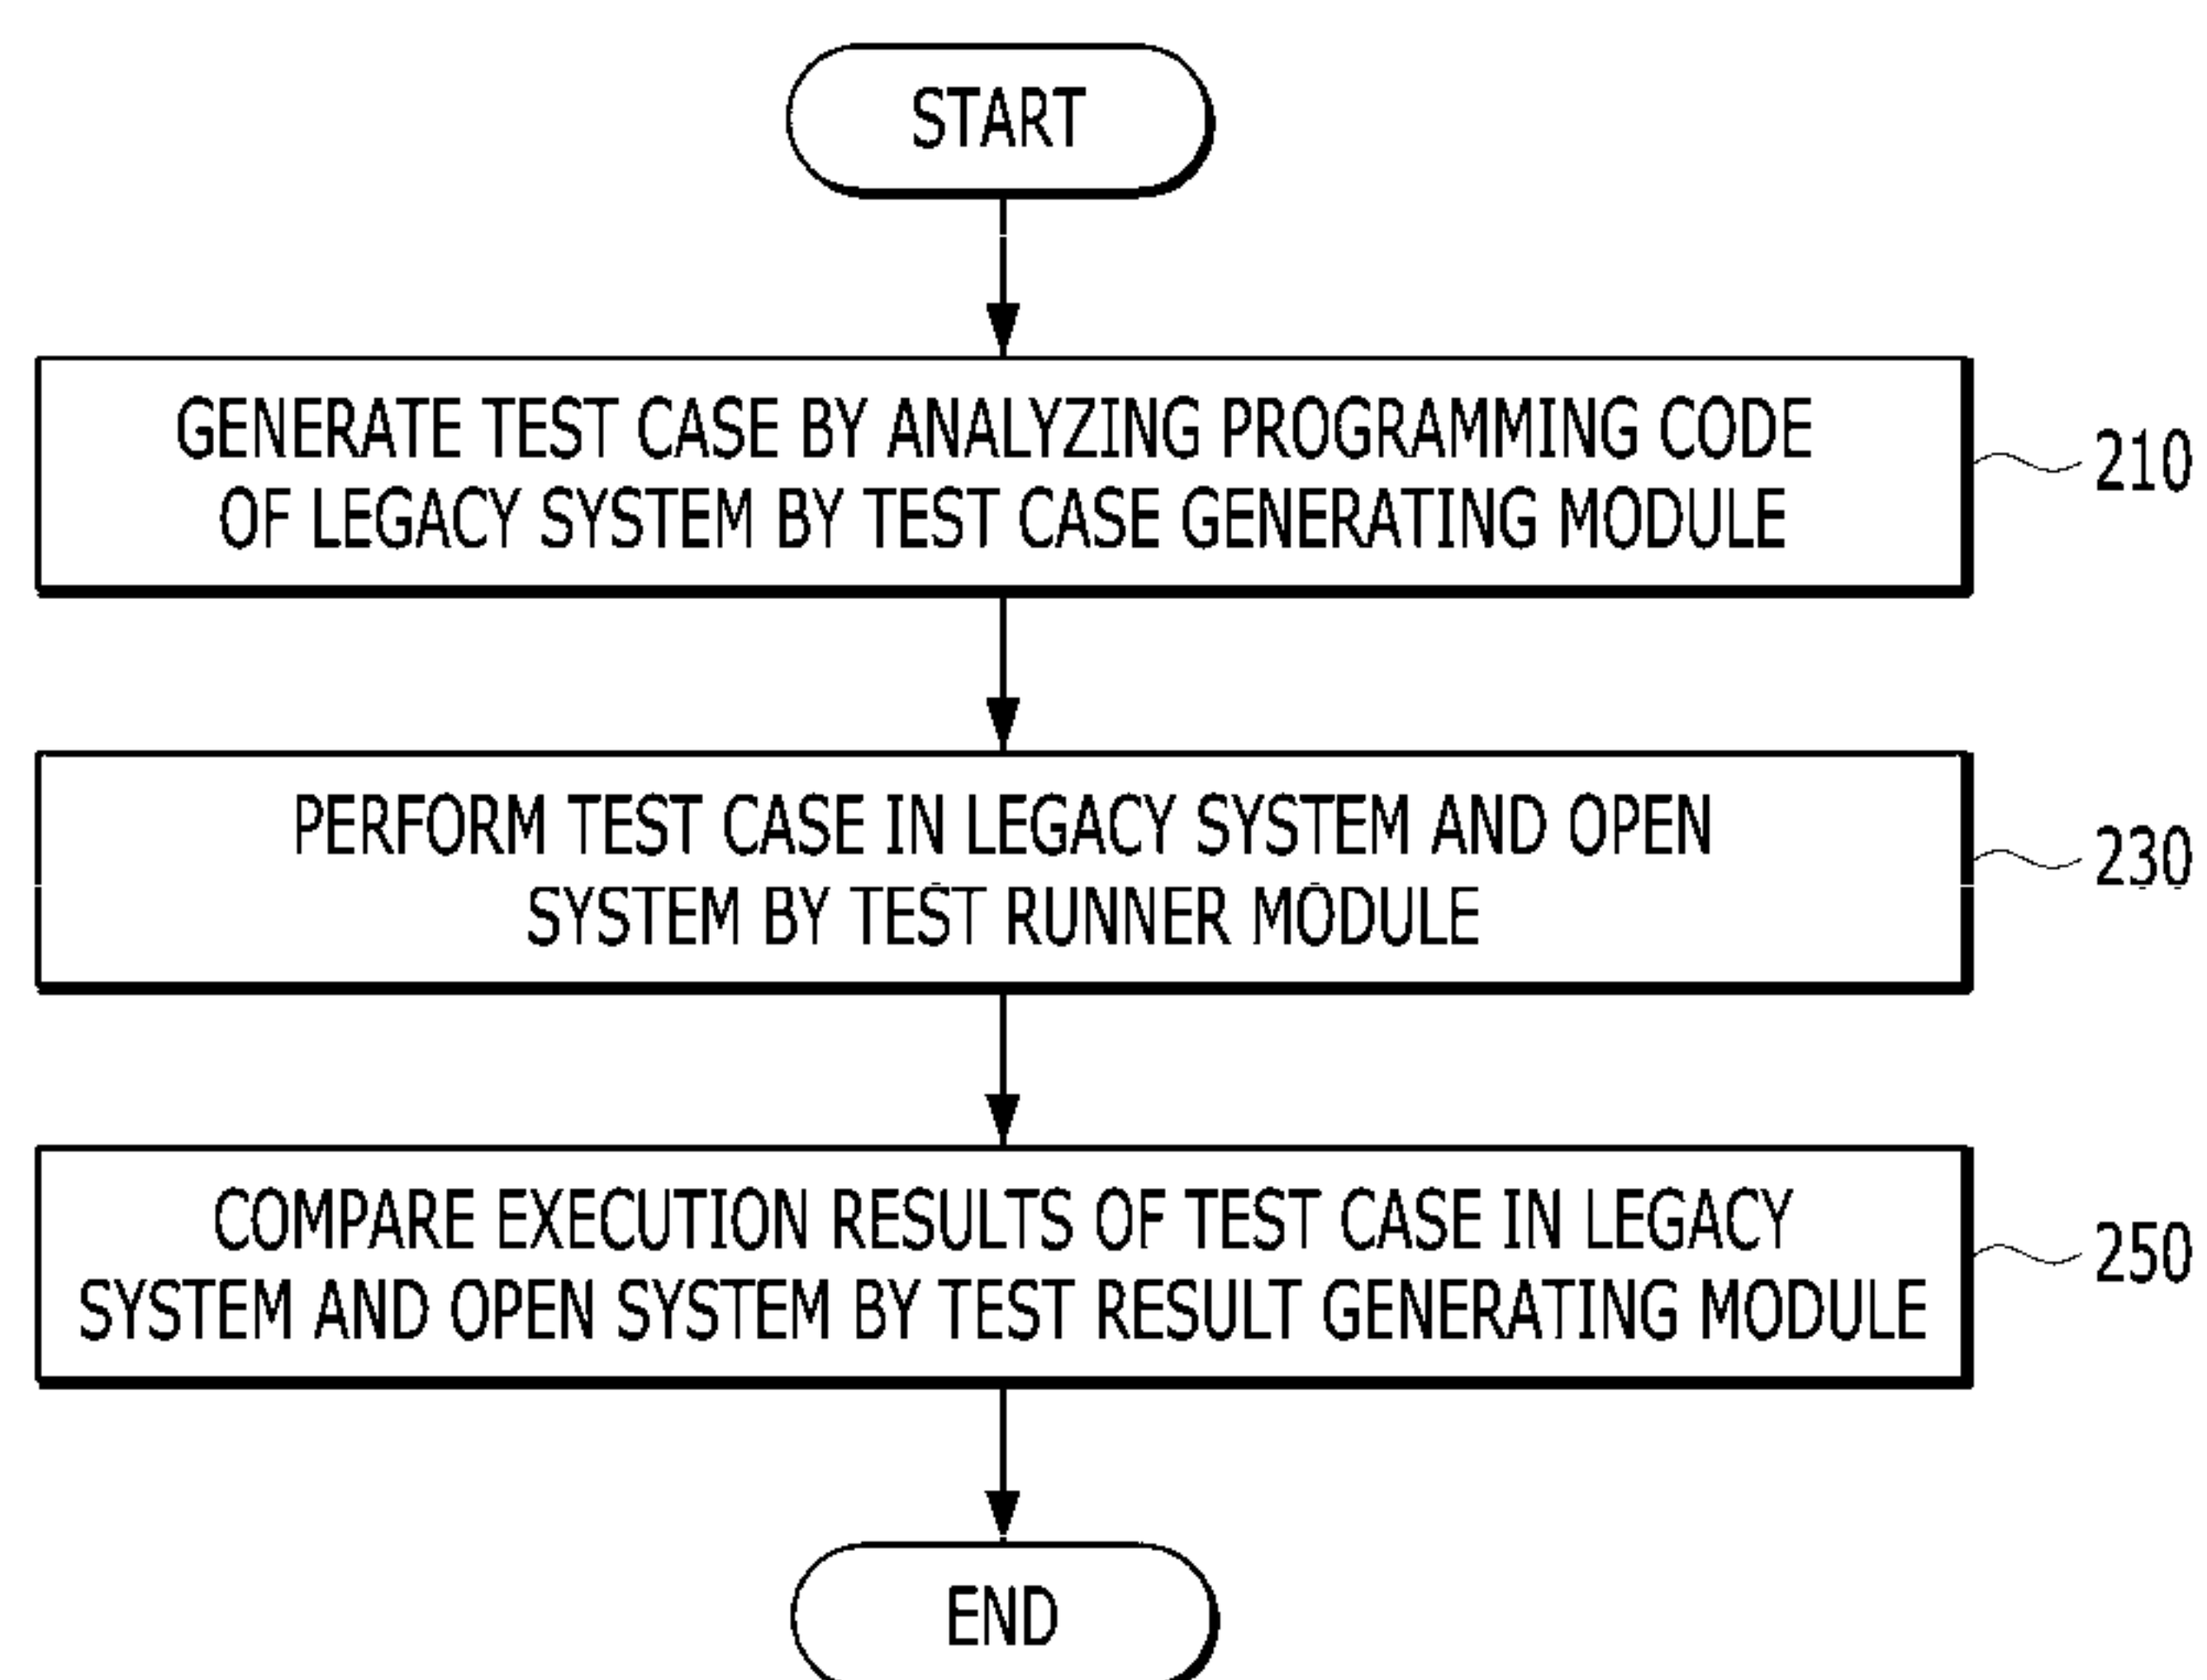 START
GENERATE TEST CASE BY ANALYZING PROGRAMMING CODE
OF LEGACY SYSTEM BY TEST CASE GENERATING MODULE
210
PERFORM TEST CASE IN LEGACY SYSTEM AND OPEN
SYSTEM BY TEST RUNNER MODULE
230
COMPARE EXECUTION RESULTS OF TEST CASE IN LEGACY
SYSTEM AND OPEN SYSTEM BY TEST RESULT GENERATING MODULE
250
END